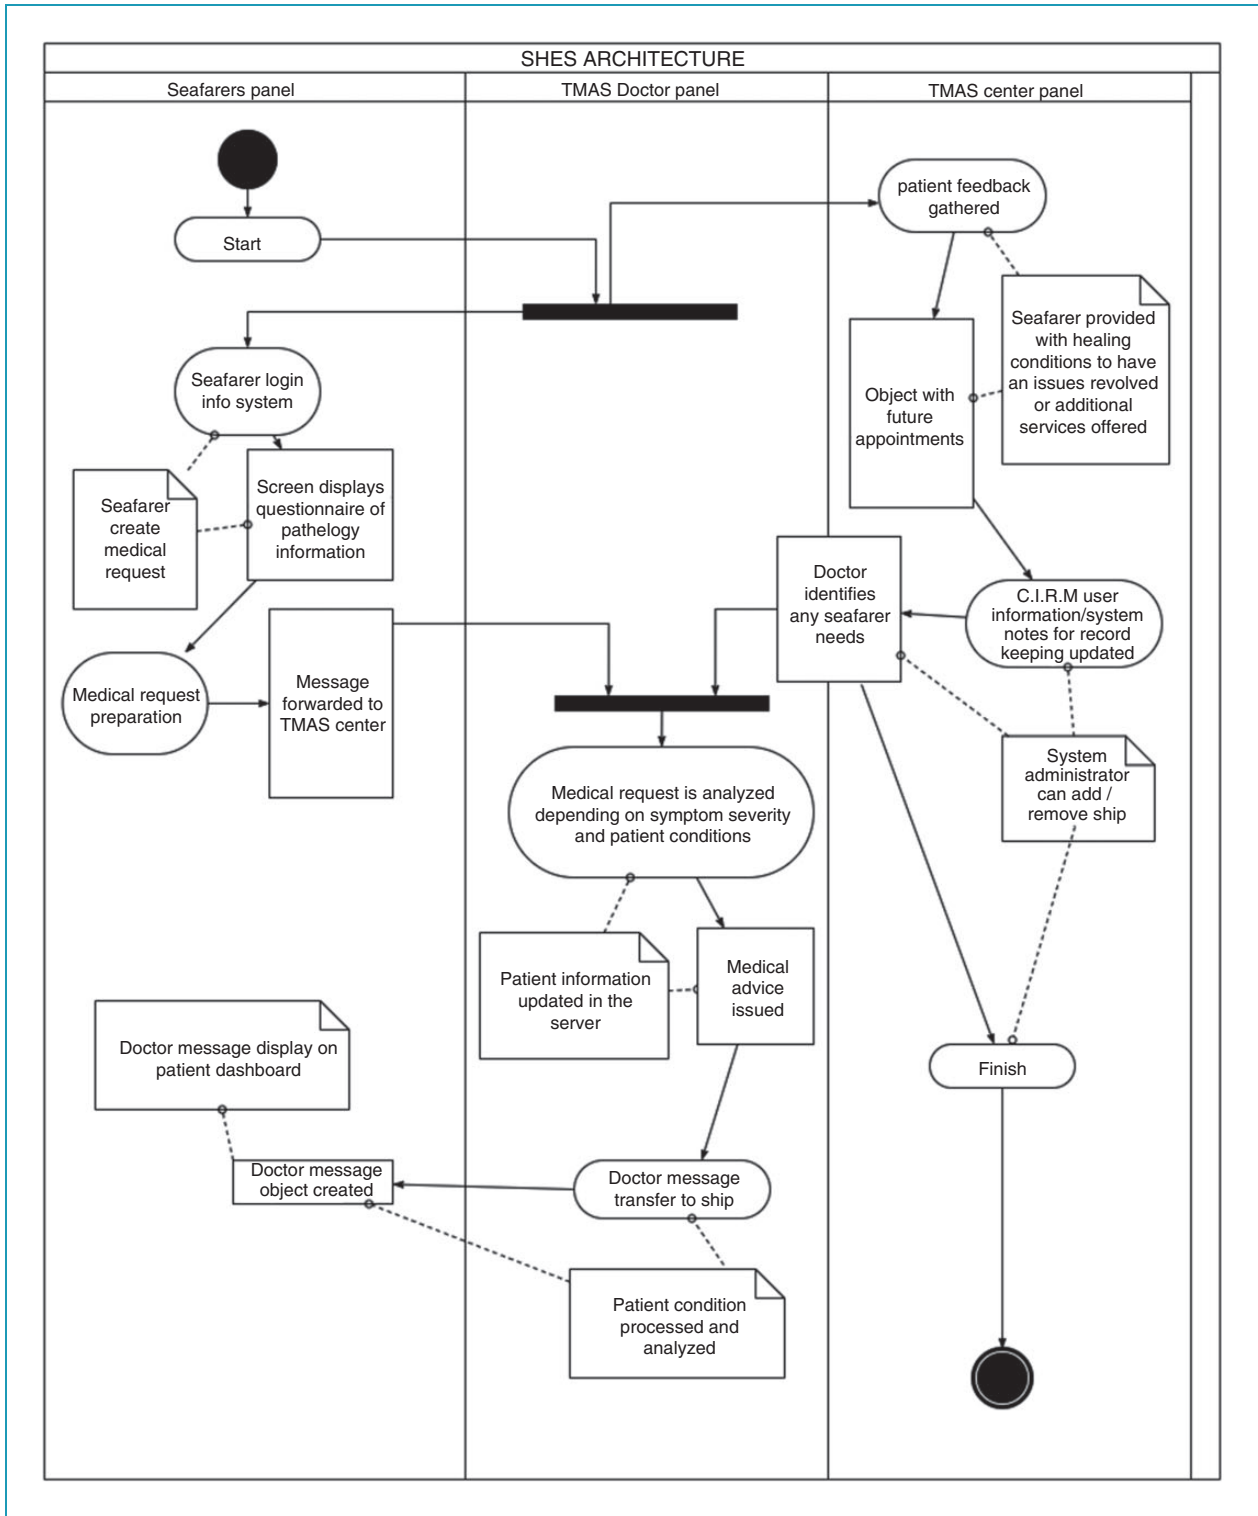 SHES ARCHITECTURE
Seafarers panel
TMAS Doctor panel
TMAS center panel
Start
patient feedback
gathered
Seafarer login
info system
Seafarer provided
with healing
conditions to have
an issues revolved
or additional
services offered
Object with
future
appointments
Seafarer
create
medical
request
Screen displays
questionnaire of
pathelogy
information
Doctor
identifies
any seafarer
needs
C.I.R.M user
information/system
notes for record
keeping updated
Medical request
preparation
Message
forwarded to
TMAS center
System
administrator
can add /
remove ship
Medical request is analyzed
depending on symptom severity
and patient conditions
Patient information
updated in the
server
Medical
advice
issued
Doctor message display on
patient dashboard
Finish
Doctor message
object created
Doctor message
transfer to ship
Patient condition
processed and
analyzed